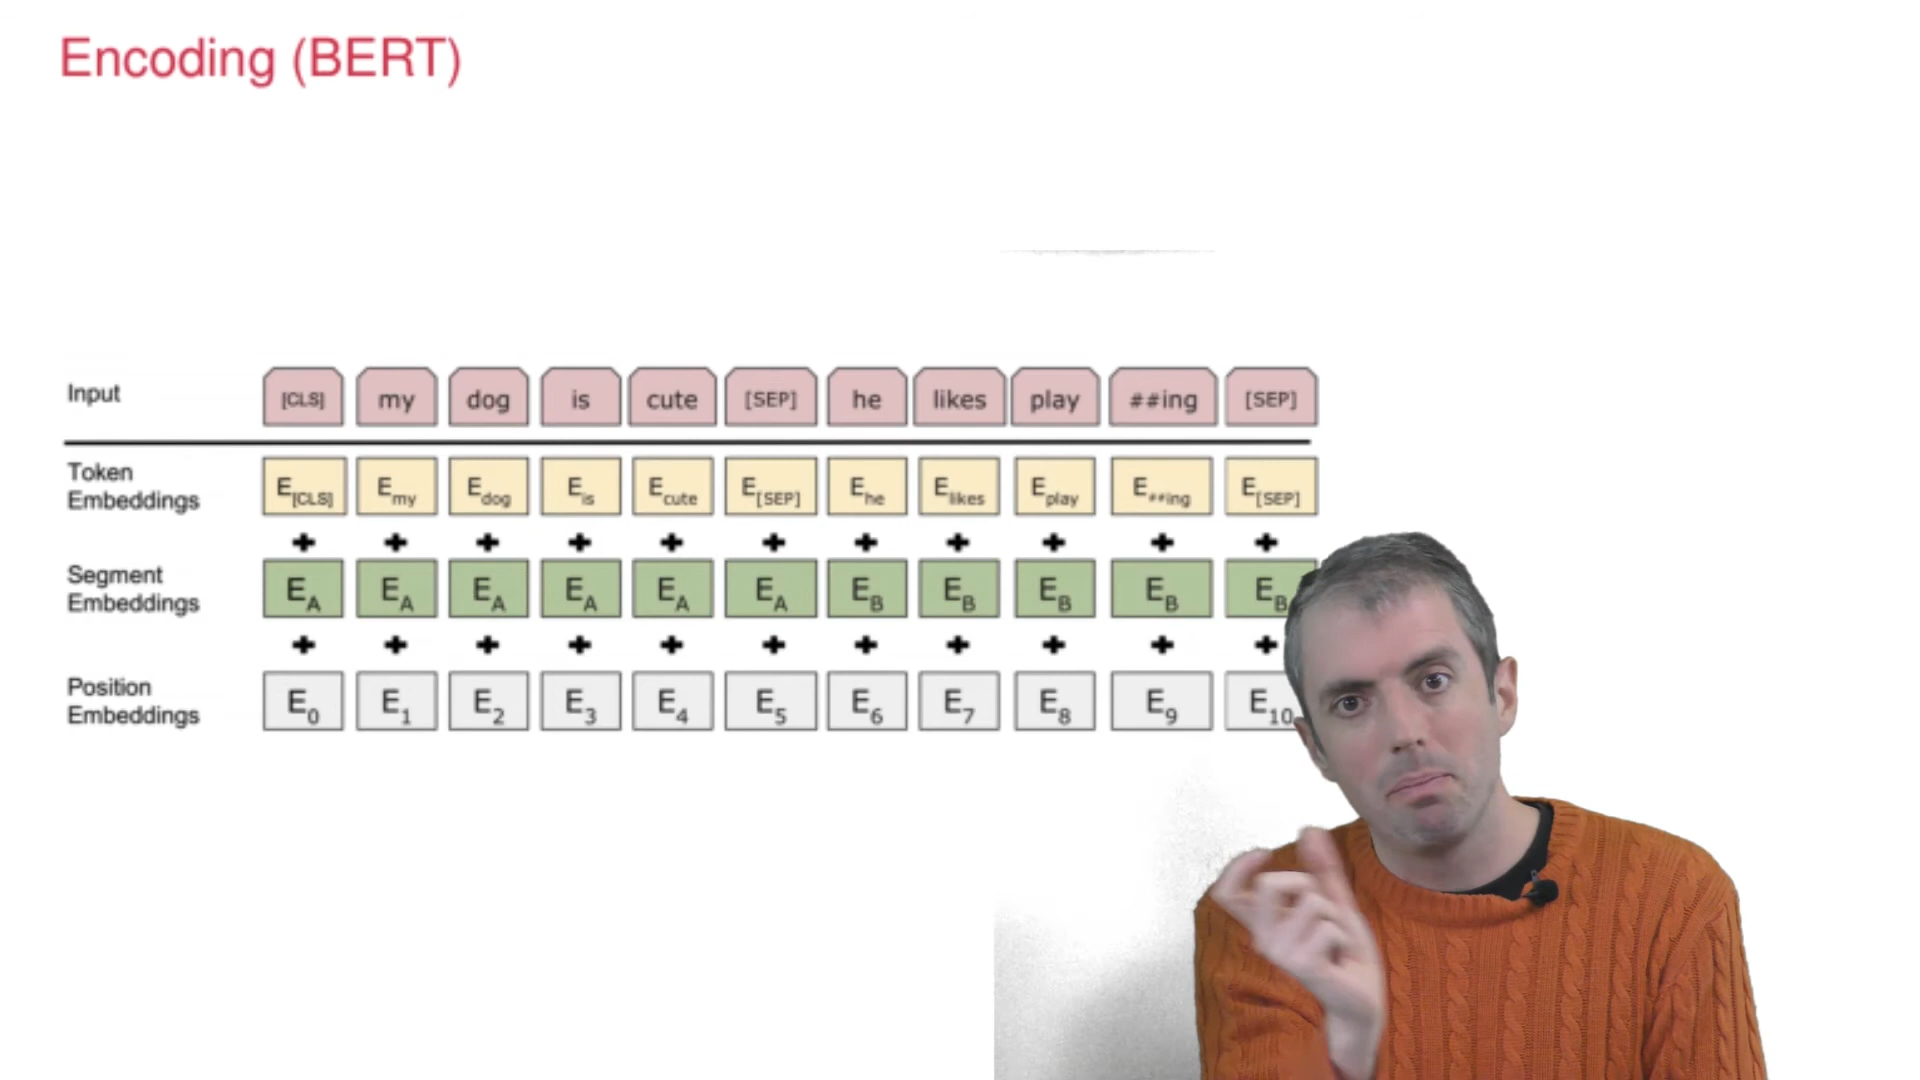 Encoding (BERT)
Input [CLS] my dog is cute [SEP] he likes play ##ing [SEP]
Token Embeddings E[CLS] Emy Edog Eis Ecute E[SEP] Ehe Elikes Eplay E##ing E[SEP]
Segment Embeddings EA EA EA EA EA EA EB EB EB EB EB
Position Embeddings E0 E1 E2 E3 E4 E5 E6 E7 E8 E9 E10